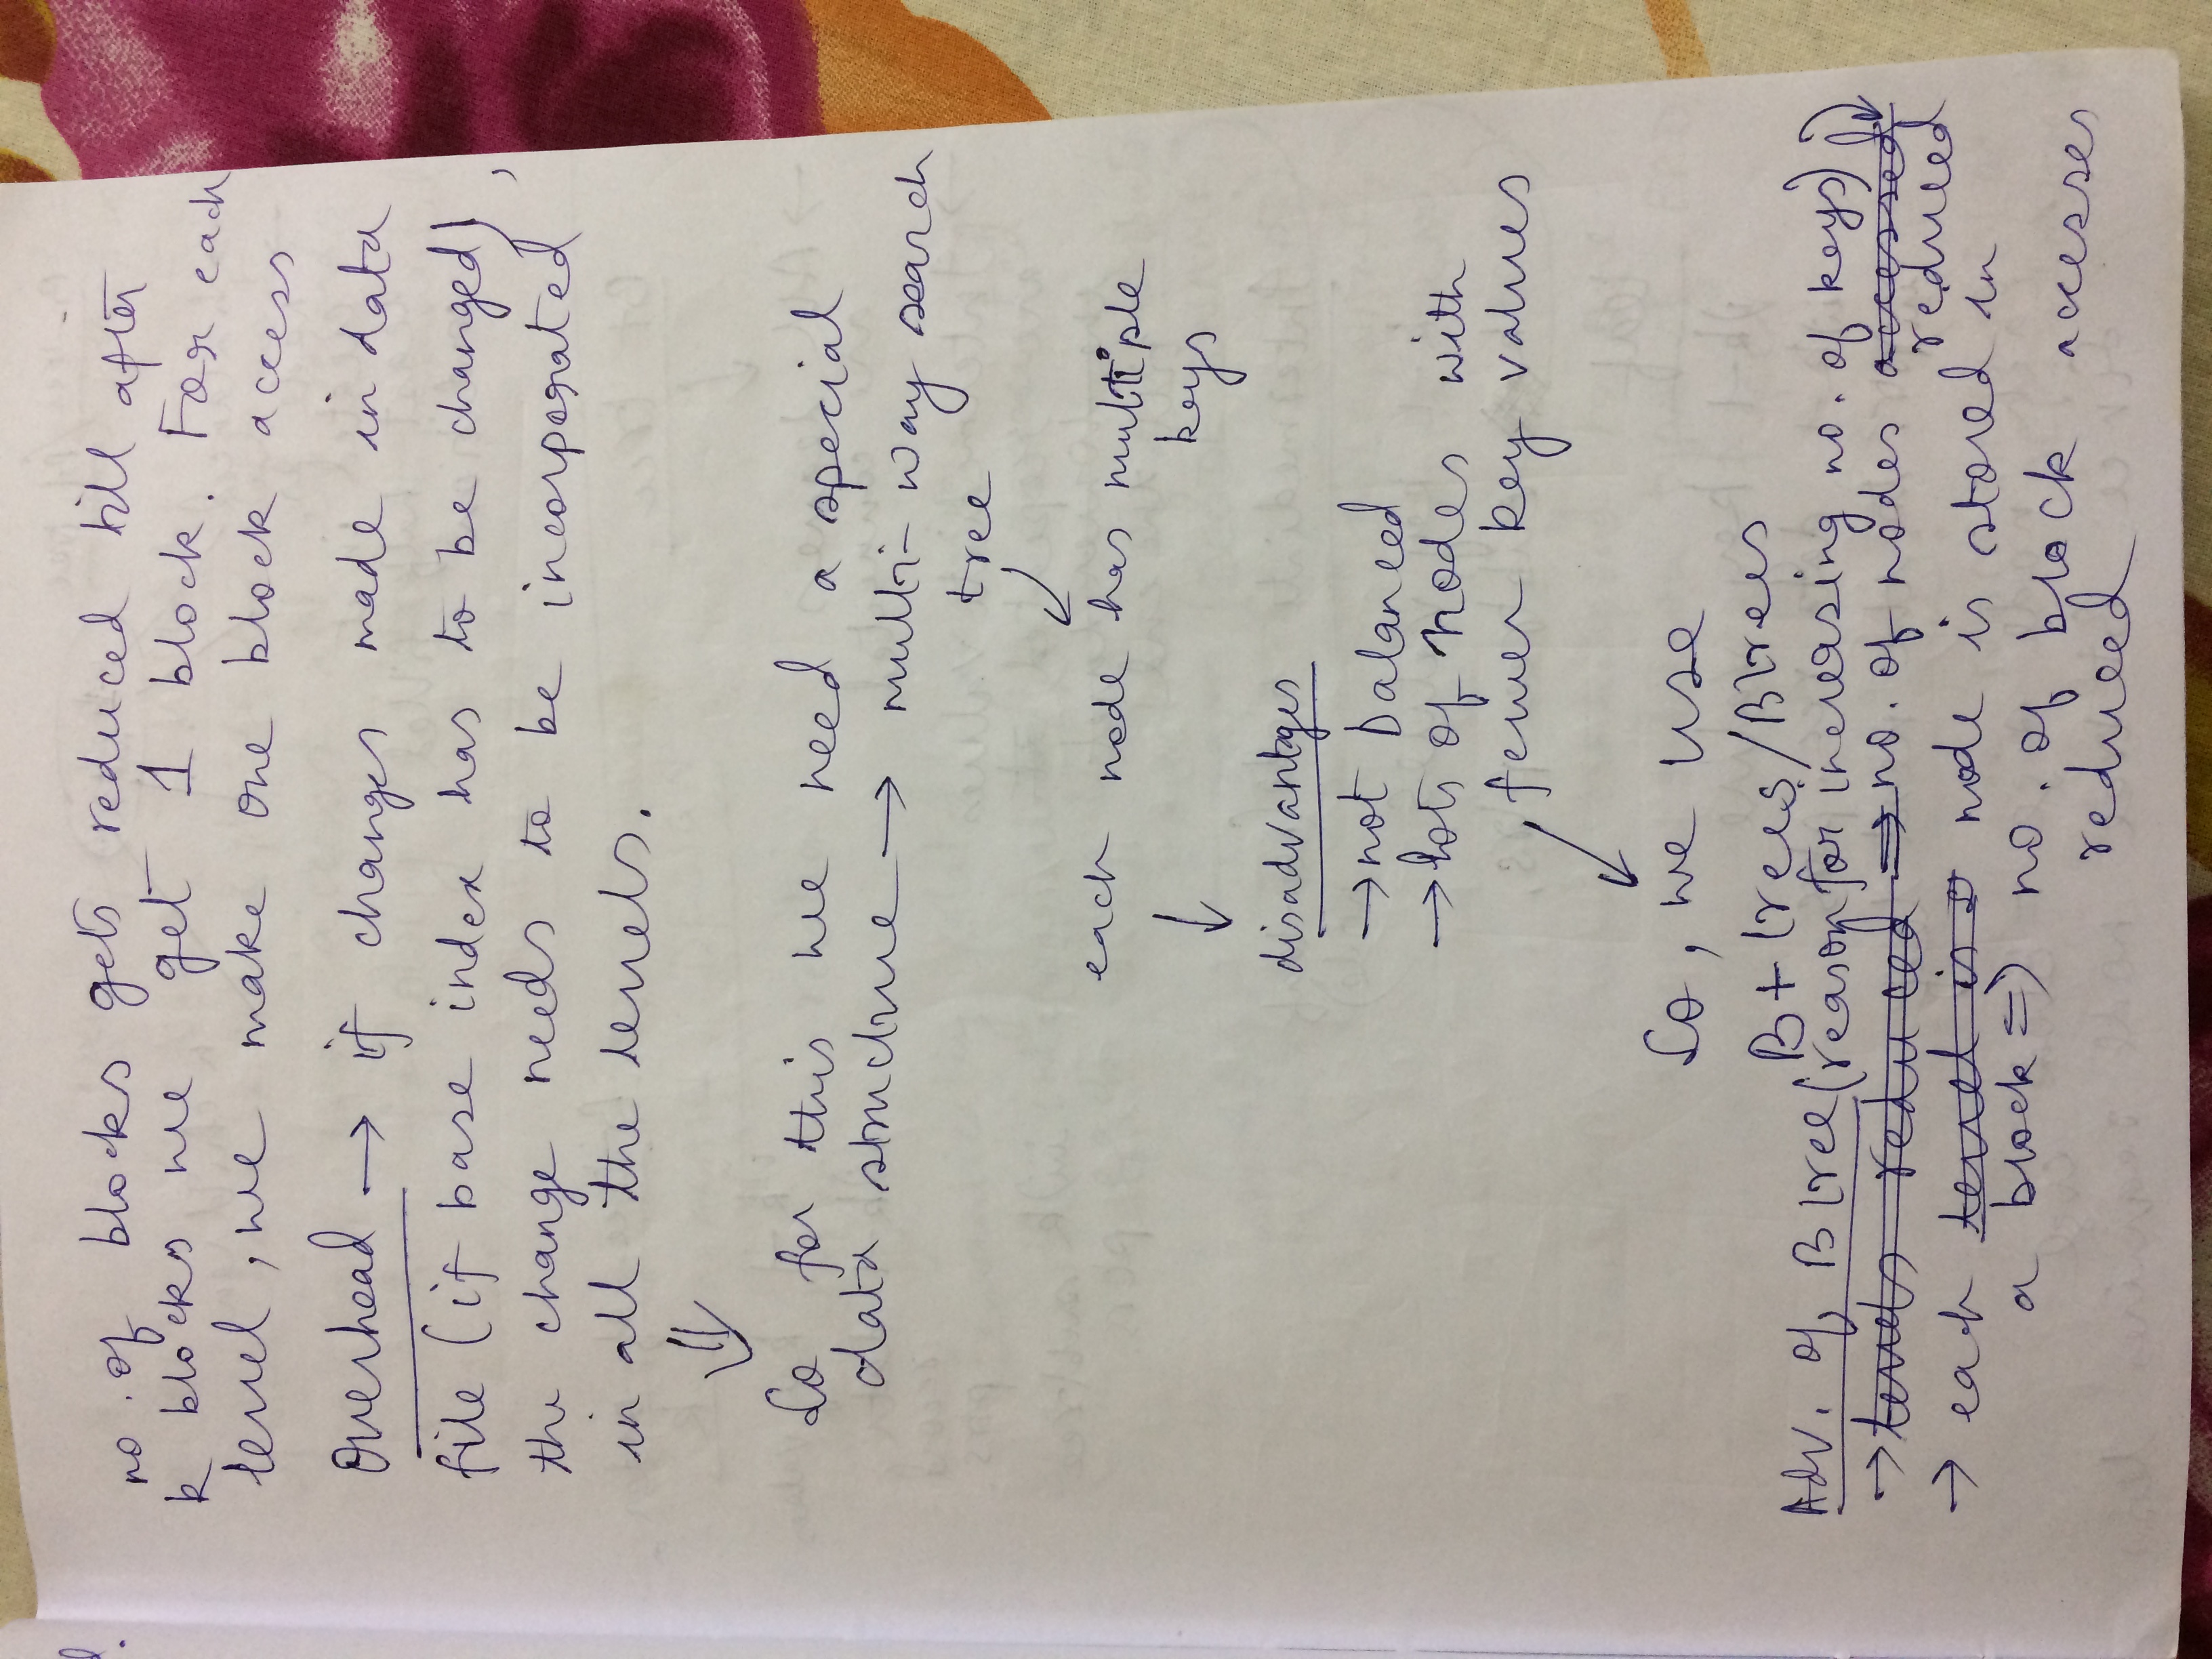 no. of blocks gets reduced till after
k blocks we get 1 block. For each
level, we make one block access
Overhead → if changes made in data
file (if base index has to be changed),
the change needs to be incorporated
in all the levels.
⇓
So for this we need a special
data structure → multi-way search
tree
↓
each node has multiple
keys
↓
disadvantges
→ not balanced
→ lots of nodes with
fewer key values
↓
So, we use
B+ trees/B trees
Adv. of B tree (reason for increasing no. of keys)
→ levels reduced ⇒ no. of nodes accessed
reduced
→ each level is node is stored in
a block ⇒ no. of block accesses
reduced